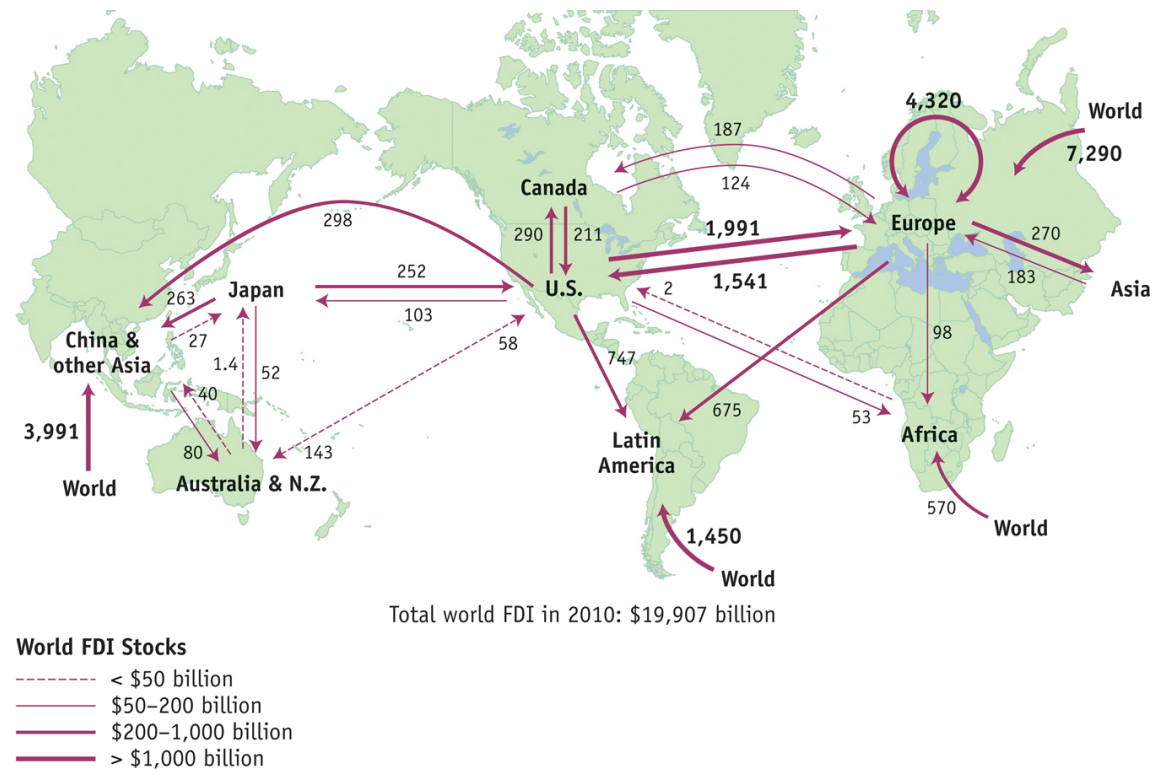 187
4,320
World
7,290
124
Canada
298
290
211
1,991
Europe
270
1,541
183
Asia
252
Japan
U.S.
2
263
103
27
58
China &
other Asia
1.4
52
98
747
40
675
53
3,991
80
143
Latin
America
Africa
World
Australia & N.Z.
570
World
1,450
World
Total world FDI in 2010: $19,907 billion
World FDI Stocks
< $50 billion
$50–200 billion
$200–1,000 billion
> $1,000 billion